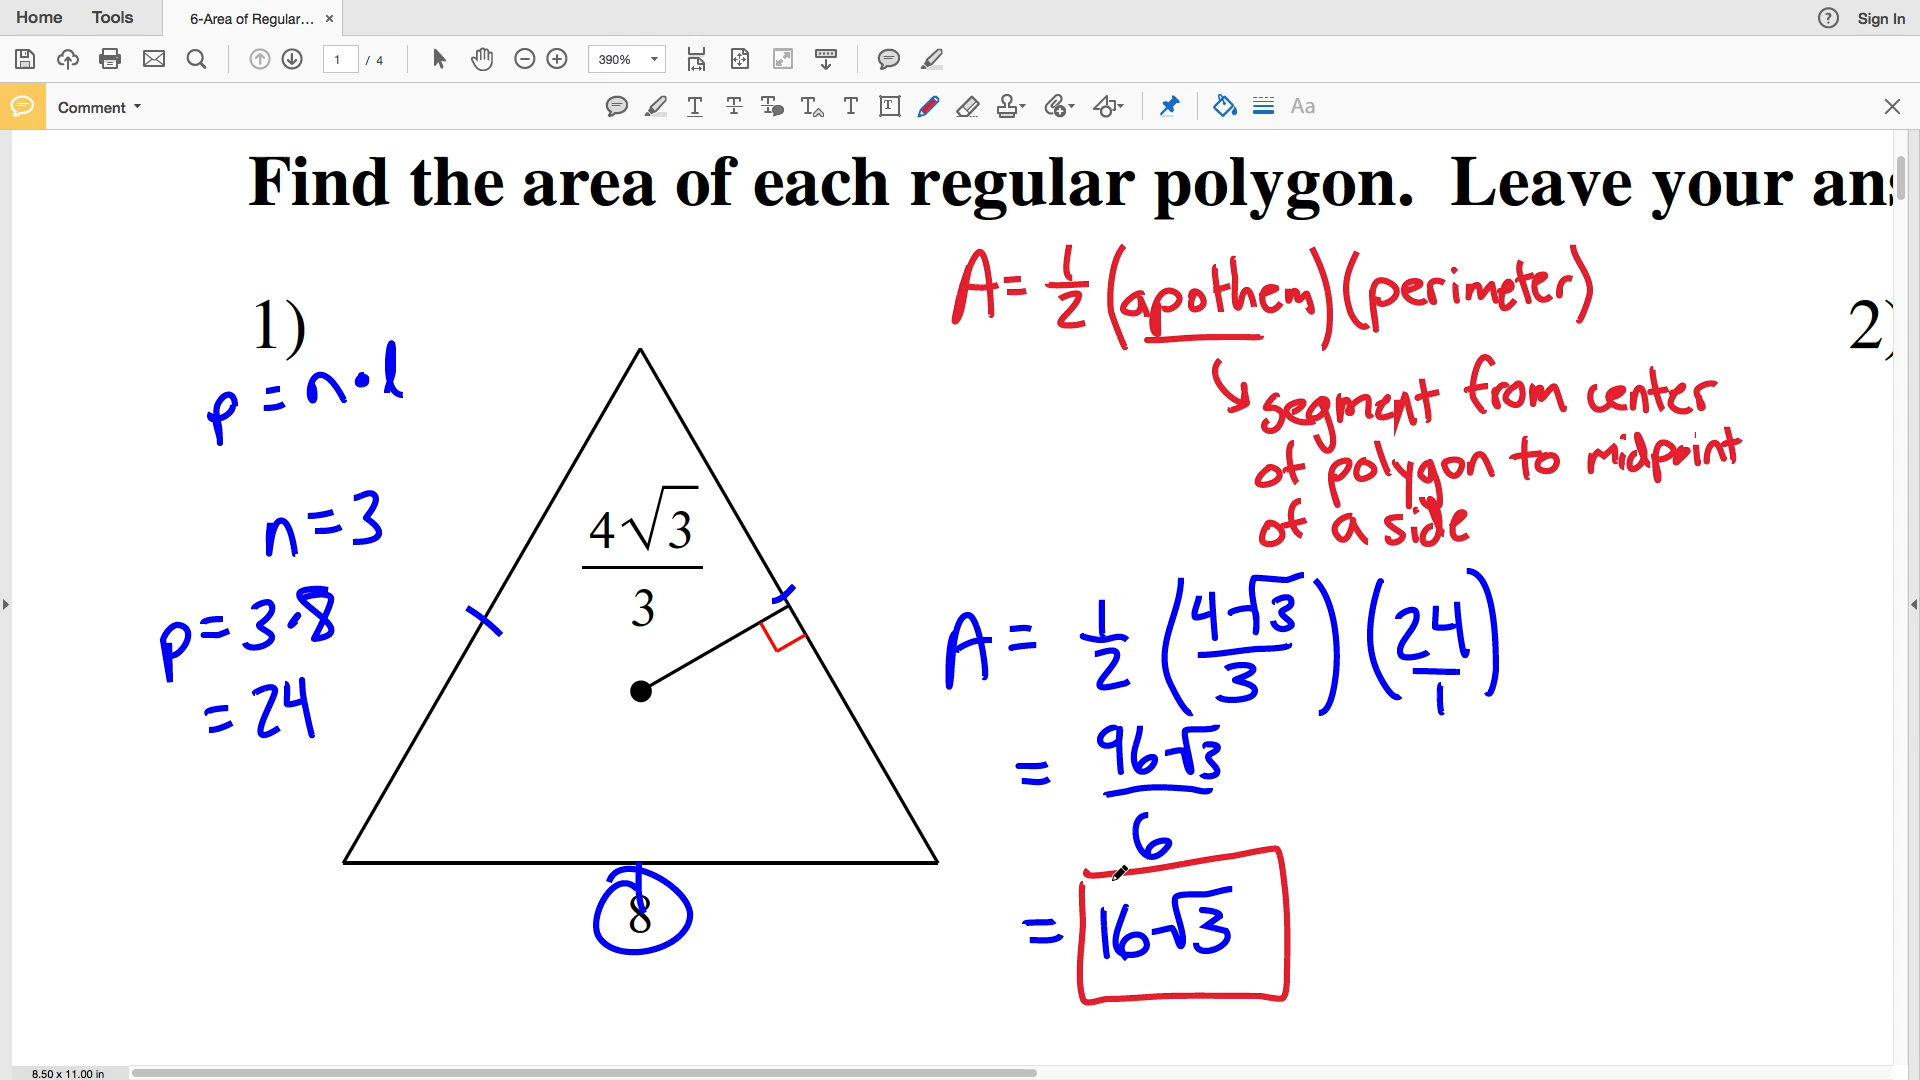 Home Tools 6-Area of Regular... × ? Sign In
1 / 4 390%
Comment Aa
Find the area of each regular polygon. Leave your ans
A = 1/2 (apothem)(perimeter)
1)
2)
p = n • l
segment from center
of polygon to midpoint
of a side
4√3
3
n = 3
p = 3 · 8
= 24
A = 1/2 (4√3/3) (24/1)
= 96√3/6
8
= 16√3
8.50 x 11.00 in